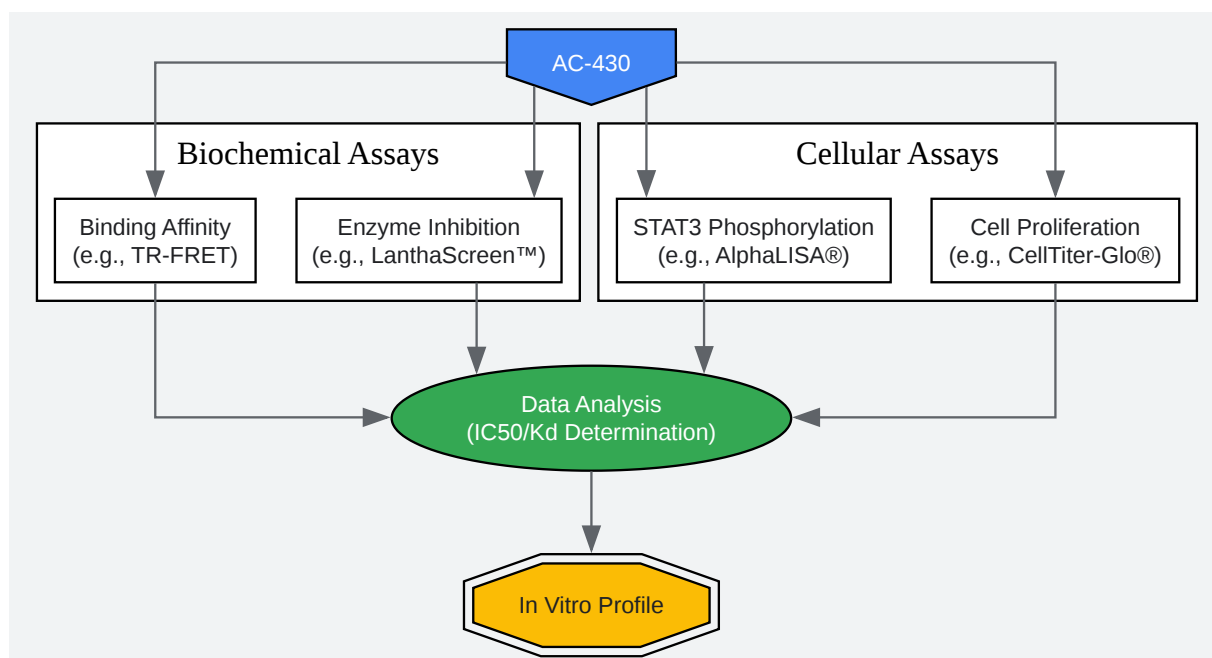 AC-430
Biochemical Assays
Cellular Assays
Binding Affinity
(e.g., TR-FRET)
Enzyme Inhibition
(e.g., LanthaScreen™)
STAT3 Phosphorylation
(e.g., AlphaLISA®)
Cell Proliferation
(e.g., CellTiter-Glo®)
Data Analysis
(IC50/Kd Determination)
In Vitro Profile